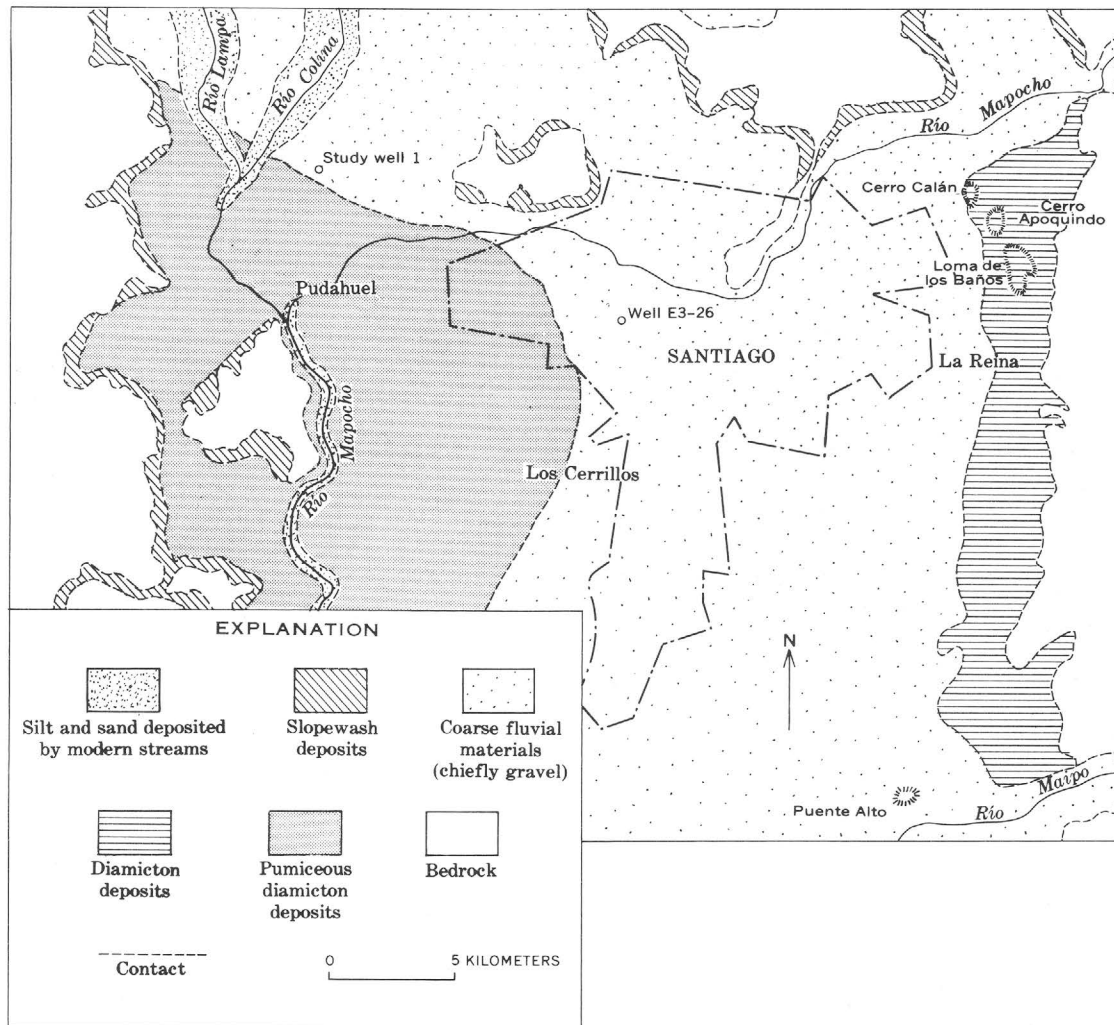 Río Lampa
Río Colina
Study well 1
Río Mapocho
Cerro Calán
Cerro
Apoquindo
Loma de
los Baños
Pudahuel
Well E3-26
SANTIAGO
La Reina
Mapocho
Río
Los Cerrillos
N
Puente Alto
Río Maipo
EXPLANATION
Silt and sand deposited
by modern streams
Slopewash
deposits
Coarse fluvial
materials
(chiefly gravel)
Diamicton
deposits
Pumiceous
diamicton
deposits
Bedrock
Contact
0 5 KILOMETERS